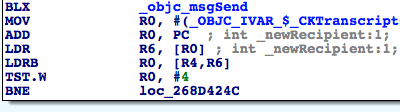 BLX _objc_msgSend
MOV R0, #(_OBJC_IVAR_$_CKTranscript
ADD R0, PC ; int _newRecipient:1;
LDR R6, [R0] ; int _newRecipient:1;
LDRB R0, [R4,R6]
TST.W R0, #4
BNE loc_268D424C